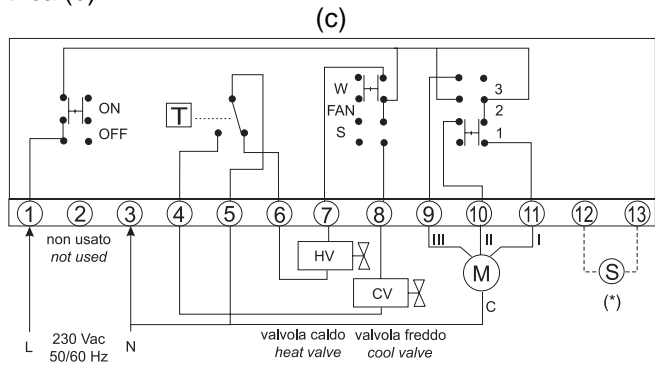 (c)
W
3
ON
FAN
2
T
OFF
S
1
1 2 3 4 5 6 7 8 9 10 11 12 13
non usato
not used
III II I
HV
M
S
CV
(*)
C
L 230 Vac N
50/60 Hz
valvola caldo valvola freddo
heat valve cool valve